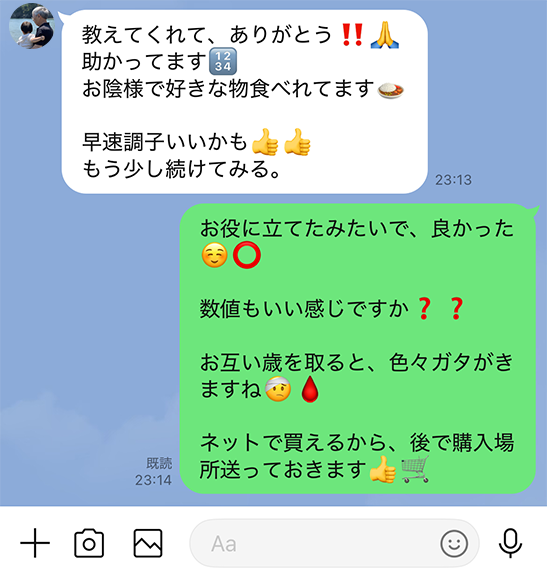 教えてくれて、ありがとう‼️🙏
助かってます🔢
お陰様で好きな物食べれてます🍛
早速調子いいかも👍👍
もう少し続けてみる。
23:13
お役に立てたみたいで、良かった
☺️⭕
数値もいい感じですか❓❓
お互い歳を取ると、色々ガタがき
ますね🤕🩸
ネットで買えるから、後で購入場
所送っておきます👍🛒
既読
23:14
Aa